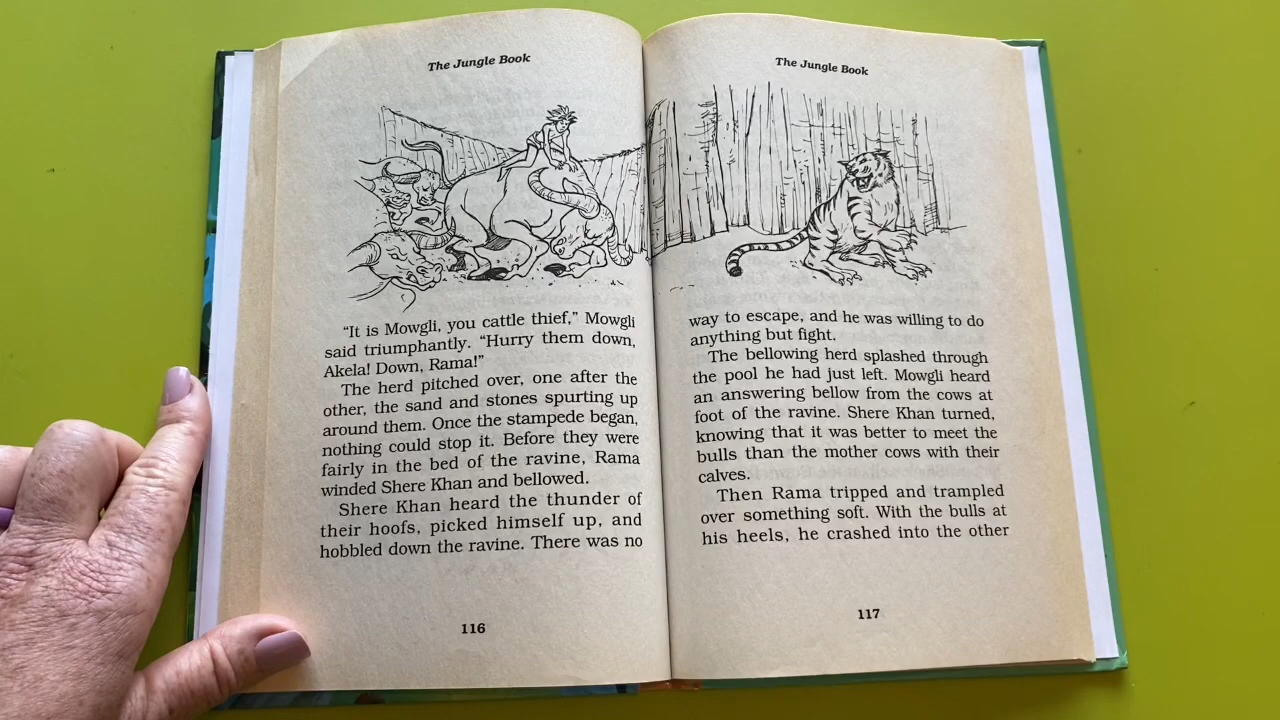 The Jungle Book
"It is Mowgli, you cattle thief," Mowgli
said triumphantly. "Hurry them down,
Akela! Down, Rama!"
The herd pitched over, one after the
other, the sand and stones spurting up
around them. Once the stampede began,
nothing could stop it. Before they were
fairly in the bed of the ravine, Rama
winded Shere Khan and bellowed.
Shere Khan heard the thunder of
their hoofs, picked himself up, and
hobbled down the ravine. There was no
116
The Jungle Book
way to escape, and he was willing to do
anything but fight.
The bellowing herd splashed through
the pool he had just left. Mowgli heard
an answering bellow from the cows at
foot of the ravine. Shere Khan turned,
knowing that it was better to meet the
bulls than the mother cows with their
calves.
Then Rama tripped and trampled
over something soft. With the bulls at
his heels, he crashed into the other
117